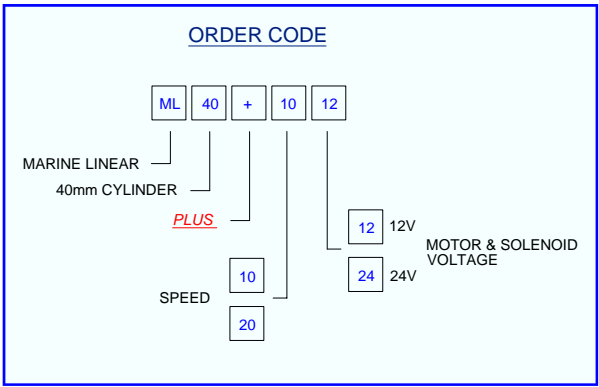 ORDER CODE
ML 40 + 10 12
MARINE LINEAR
40mm CYLINDER
PLUS
12 12V
24 24V
MOTOR & SOLENOID
VOLTAGE
SPEED
10
20